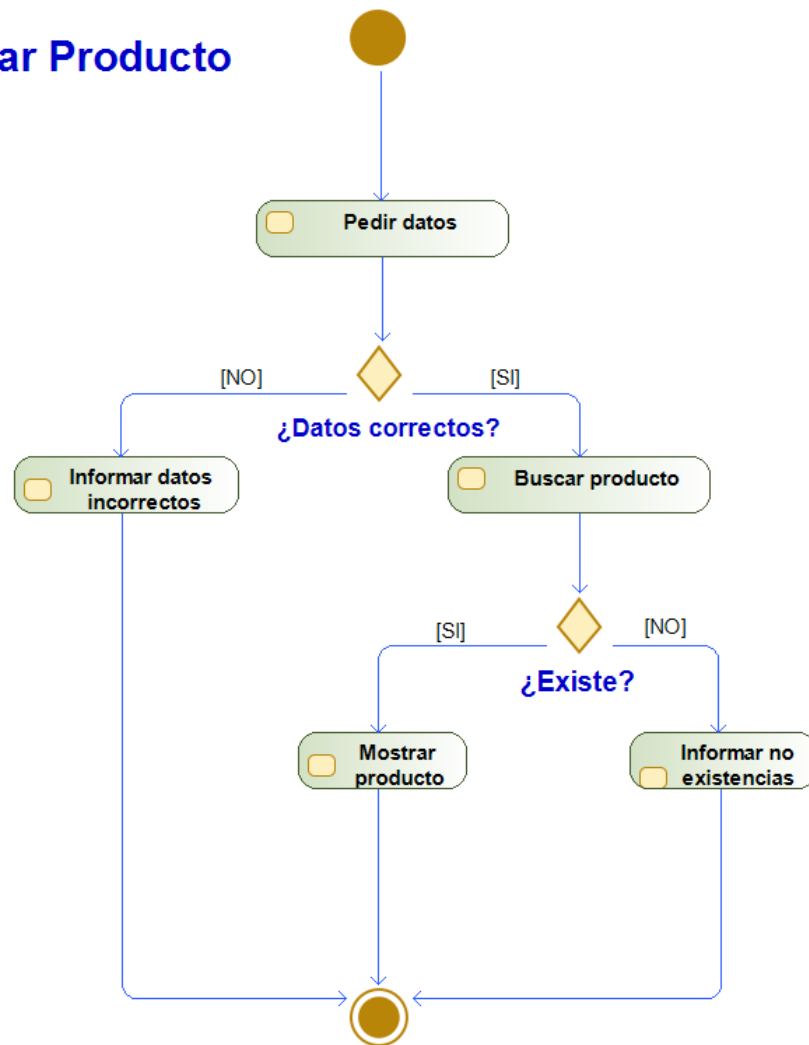 ar Producto
Pedir datos
[NO]
[SI]
¿Datos correctos?
Informar datos
incorrectos
Buscar producto
[SI]
[NO]
¿Existe?
Mostrar
producto
Informar no
existencias